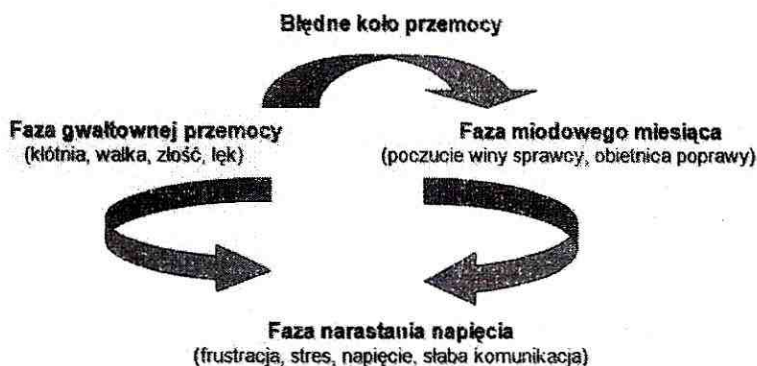 Błędne koło przemocy
Faza gwałtownej przemocy
(kłótnia, walka, złość, lęk)
Faza miodowego miesiąca
(poczucie winy sprawcy, obietnica poprawy)
Faza narastania napięcia
(frustracja, stres, napięcie, słaba komunikacja)